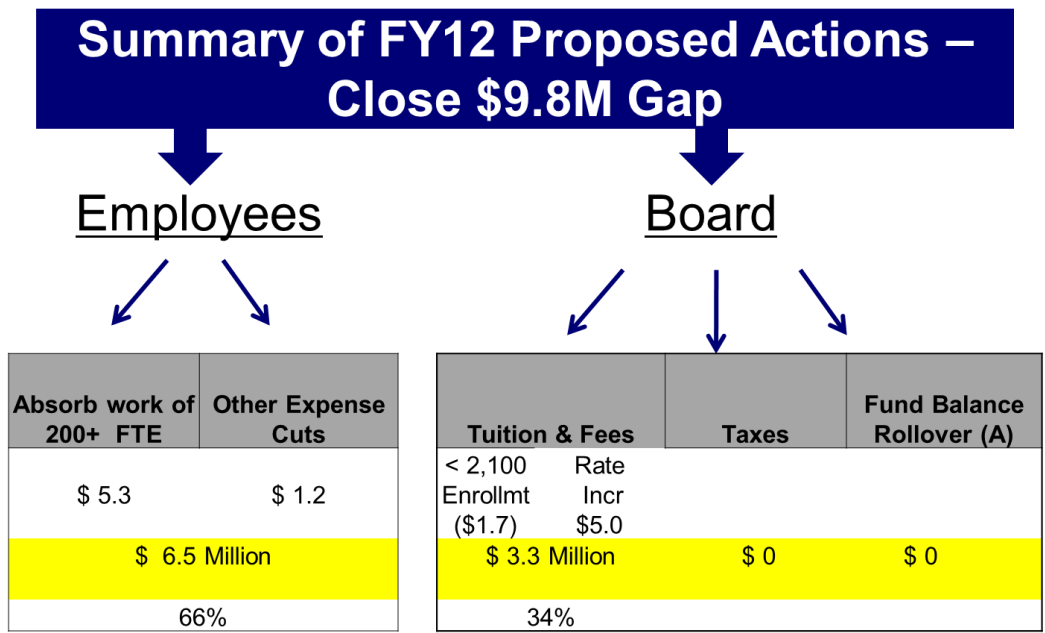 Summary of FY12 Proposed Actions –
Close $9.8M Gap
Employees
Board
Absorb work of
200+ FTE
Other Expense
Cuts
$ 5.3
$ 1.2
$ 6.5 Million
66%
Tuition & Fees
Taxes
Fund Balance
Rollover (A)
< 2,100
Enrollmt
($1.7)
Rate
Incr
$5.0
$ 3.3 Million
$ 0
$ 0
34%